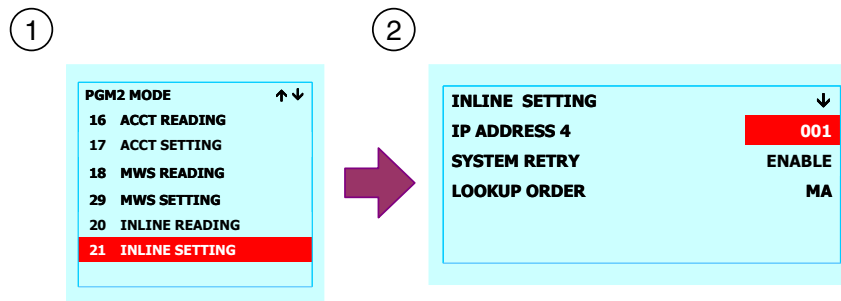 1
PGM2 MODE ↑↓
16 ACCT READING
17 ACCT SETTING
18 MWS READING
29 MWS SETTING
20 INLINE READING
21 INLINE SETTING
2
INLINE SETTING ↓
IP ADDRESS 4 001
SYSTEM RETRY ENABLE
LOOKUP ORDER MA